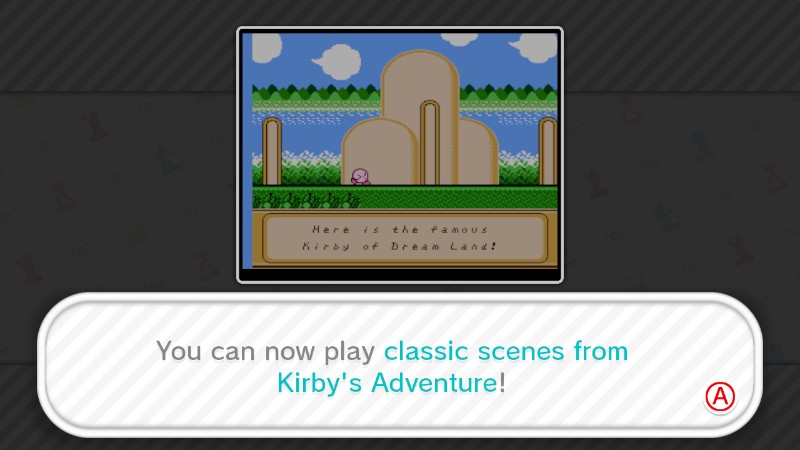 Here is the famous
Kirby of Dream Land!
You can now play classic scenes from
Kirby's Adventure!
A